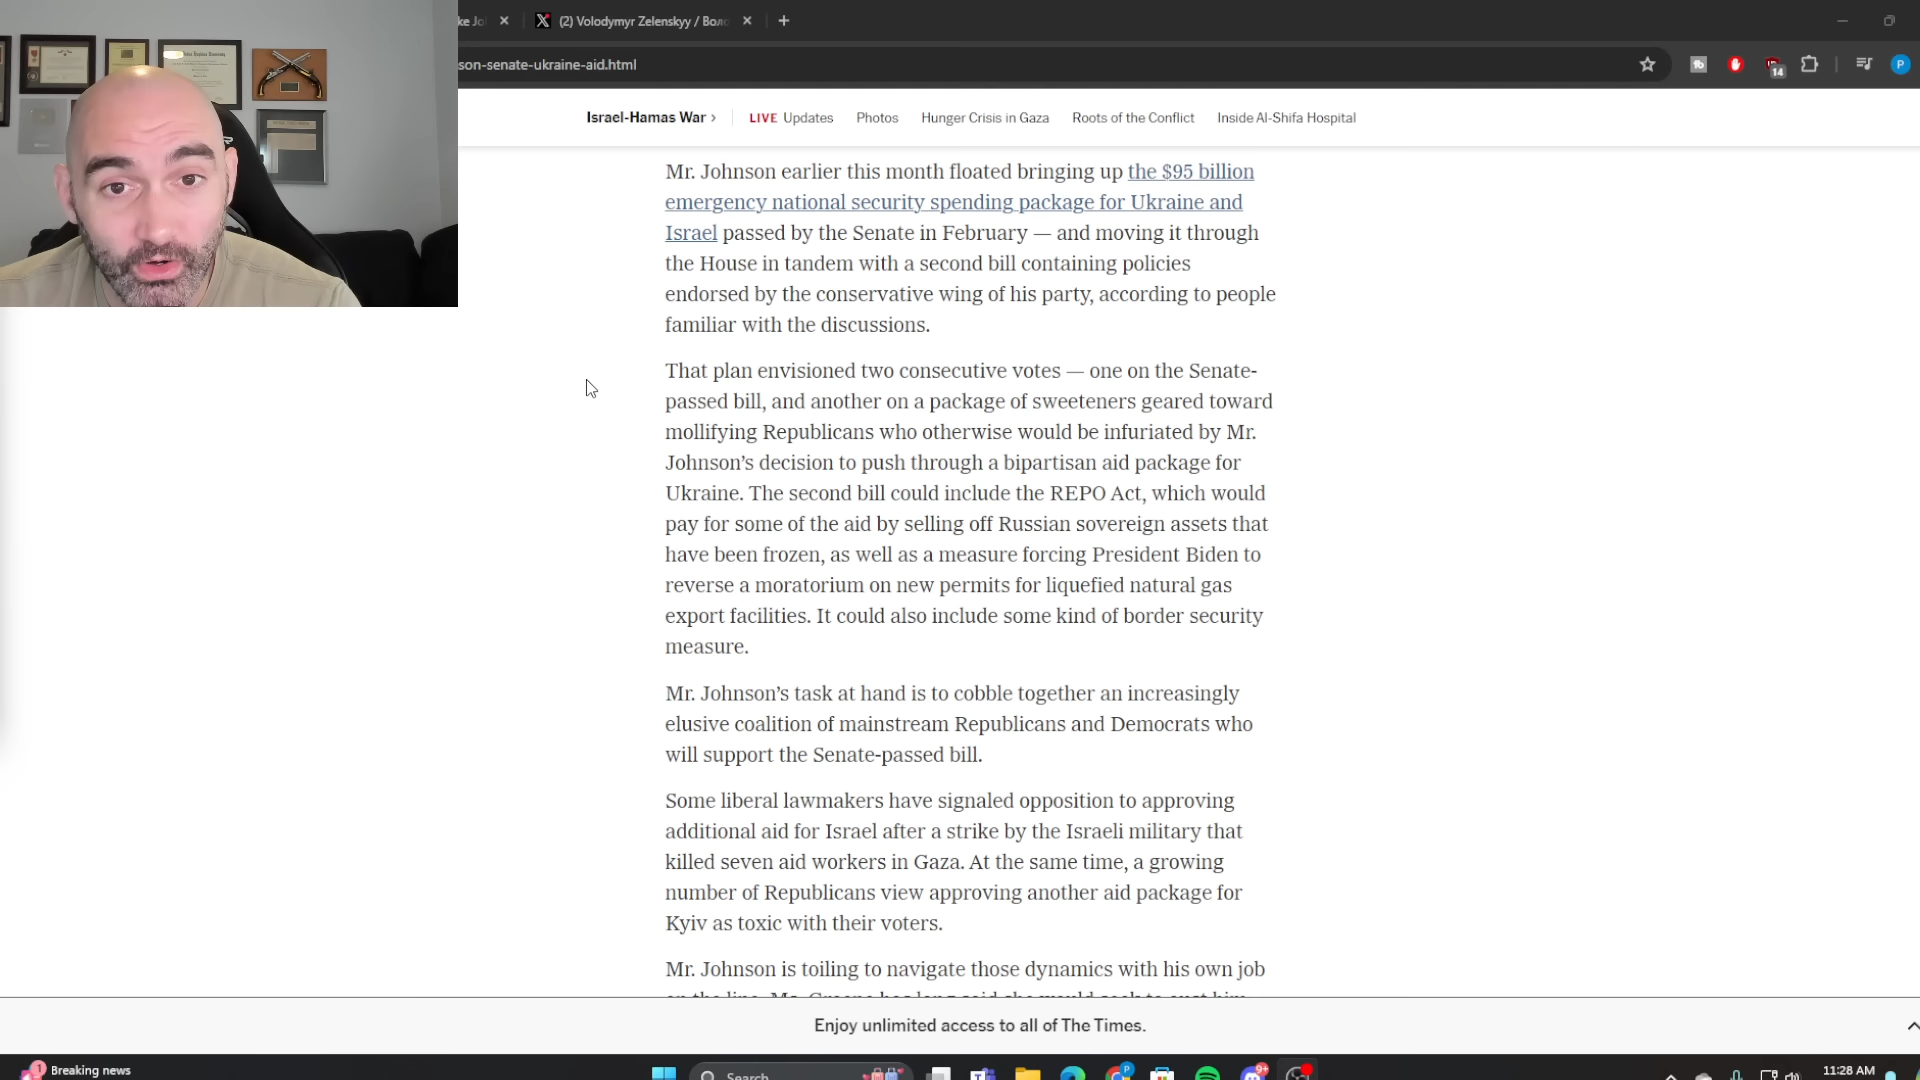 (2) Volodymyr Zelenskyy /
son-senate-ukraine-aid.html
14
P
Israel-Hamas War ›
LIVE Updates
Photos
Hunger Crisis in Gaza
Roots of the Conflict
Inside Al-Shifa Hospital
Mr. Johnson earlier this month floated bringing up the $95 billion
emergency national security spending package for Ukraine and
Israel passed by the Senate in February — and moving it through
the House in tandem with a second bill containing policies
endorsed by the conservative wing of his party, according to people
familiar with the discussions.
That plan envisioned two consecutive votes — one on the Senate-
passed bill, and another on a package of sweeteners geared toward
mollifying Republicans who otherwise would be infuriated by Mr.
Johnson’s decision to push through a bipartisan aid package for
Ukraine. The second bill could include the REPO Act, which would
pay for some of the aid by selling off Russian sovereign assets that
have been frozen, as well as a measure forcing President Biden to
reverse a moratorium on new permits for liquefied natural gas
export facilities. It could also include some kind of border security
measure.
Mr. Johnson’s task at hand is to cobble together an increasingly
elusive coalition of mainstream Republicans and Democrats who
will support the Senate-passed bill.
Some liberal lawmakers have signaled opposition to approving
additional aid for Israel after a strike by the Israeli military that
killed seven aid workers in Gaza. At the same time, a growing
number of Republicans view approving another aid package for
Kyiv as toxic with their voters.
Mr. Johnson is toiling to navigate those dynamics with his own job
Enjoy unlimited access to all of The Times.
1
Breaking news
Search
11:28 AM